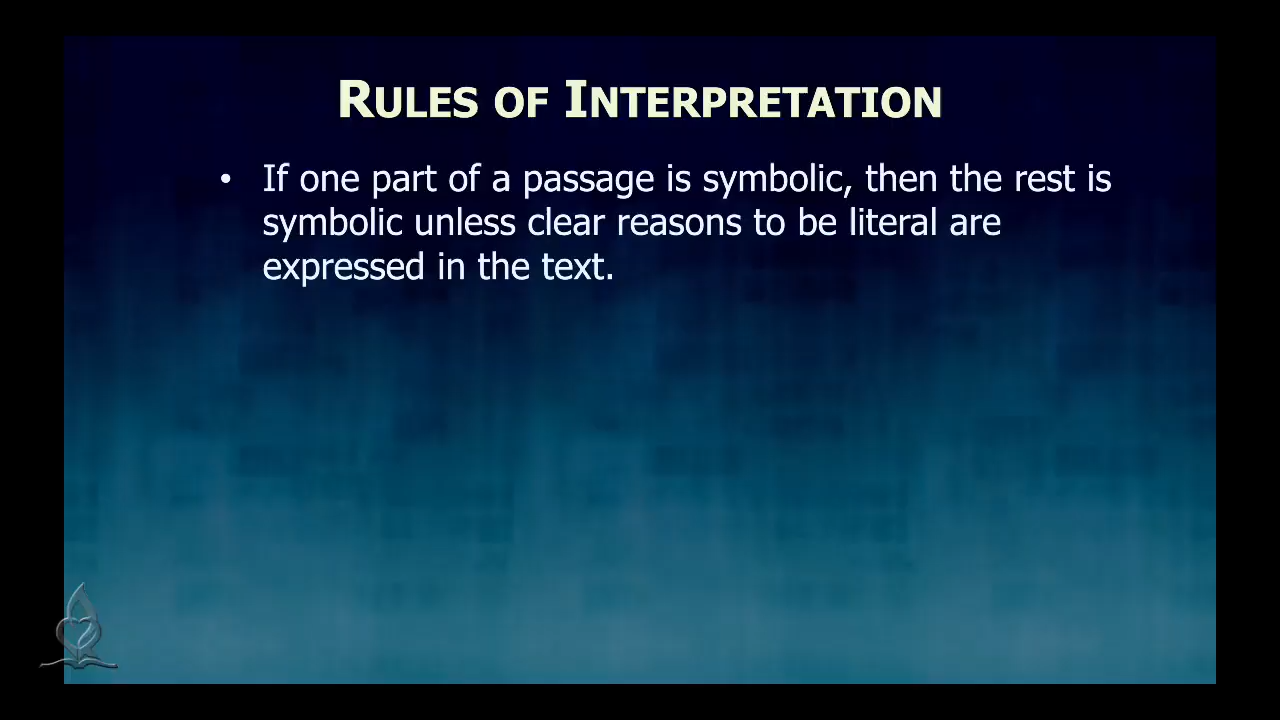 RULES OF INTERPRETATION
• If one part of a passage is symbolic, then the rest is
symbolic unless clear reasons to be literal are
expressed in the text.